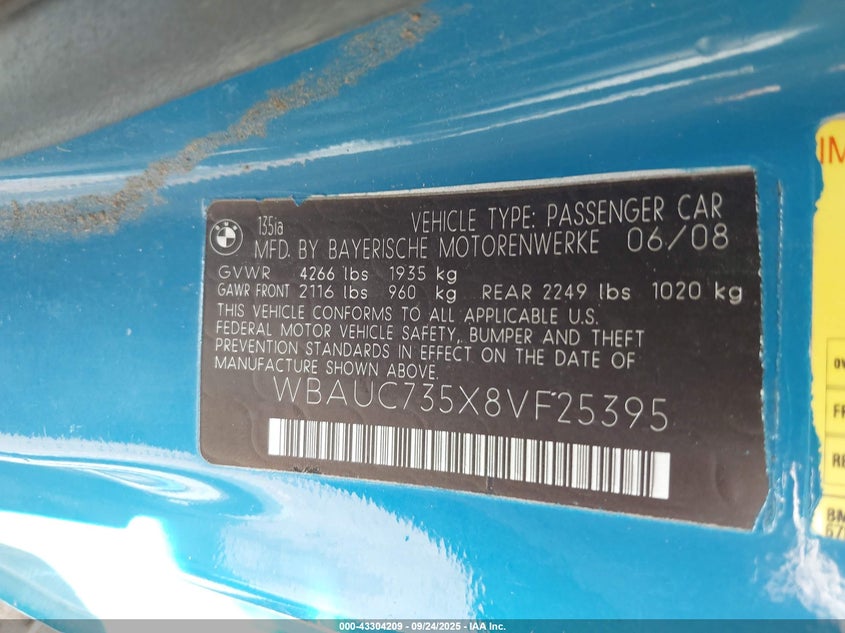 BMW
135ia
VEHICLE TYPE: PASSENGER CAR
MFD. BY BAYERISCHE MOTORENWERKE 06/08
GVWR 4266 lbs 1935 kg
GAWR FRONT 2116 lbs 960 kg REAR 2249 lbs 1020 kg
THIS VEHICLE CONFORMS TO ALL APPLICABLE U.S.
FEDERAL MOTOR VEHICLE SAFETY, BUMPER AND THEFT
PREVENTION STANDARDS IN EFFECT ON THE DATE OF
MANUFACTURE SHOWN ABOVE.
WBAUC735X8VF25395
000-43304209 - 09/24/2025 - IAA Inc.